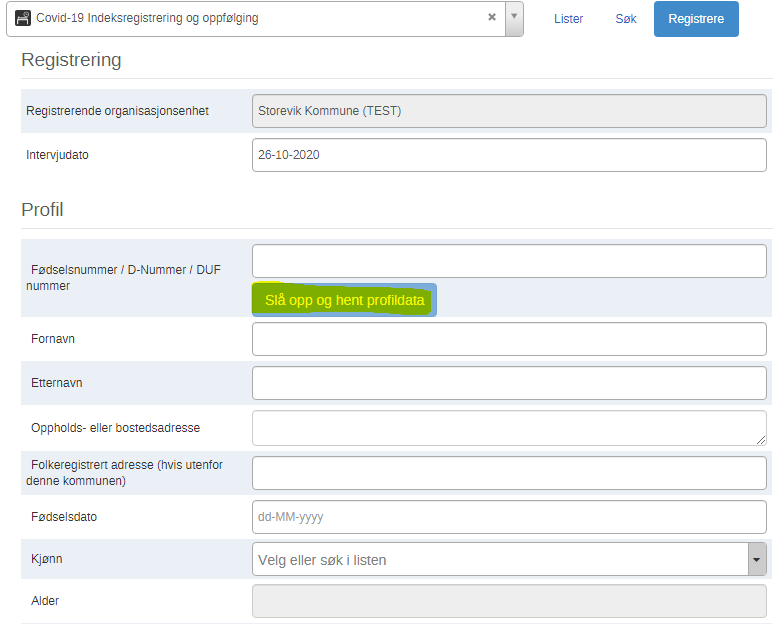 Covid-19 Indeksregistrering og oppfølging
Lister
Søk
Registrere
Registrering
Registrerende organisasjonsenhet
Storevik Kommune (TEST)
Intervjudato
26-10-2020
Profil
Fødselsnummer / D-Nummer / DUF
nummer
Slå opp og hent profildata
Fornavn
Etternavn
Oppholds- eller bostedsadresse
Folkeregistrert adresse (hvis utenfor
denne kommunen)
Fødselsdato
dd-MM-yyyy
Kjønn
Velg eller søk i listen
Alder